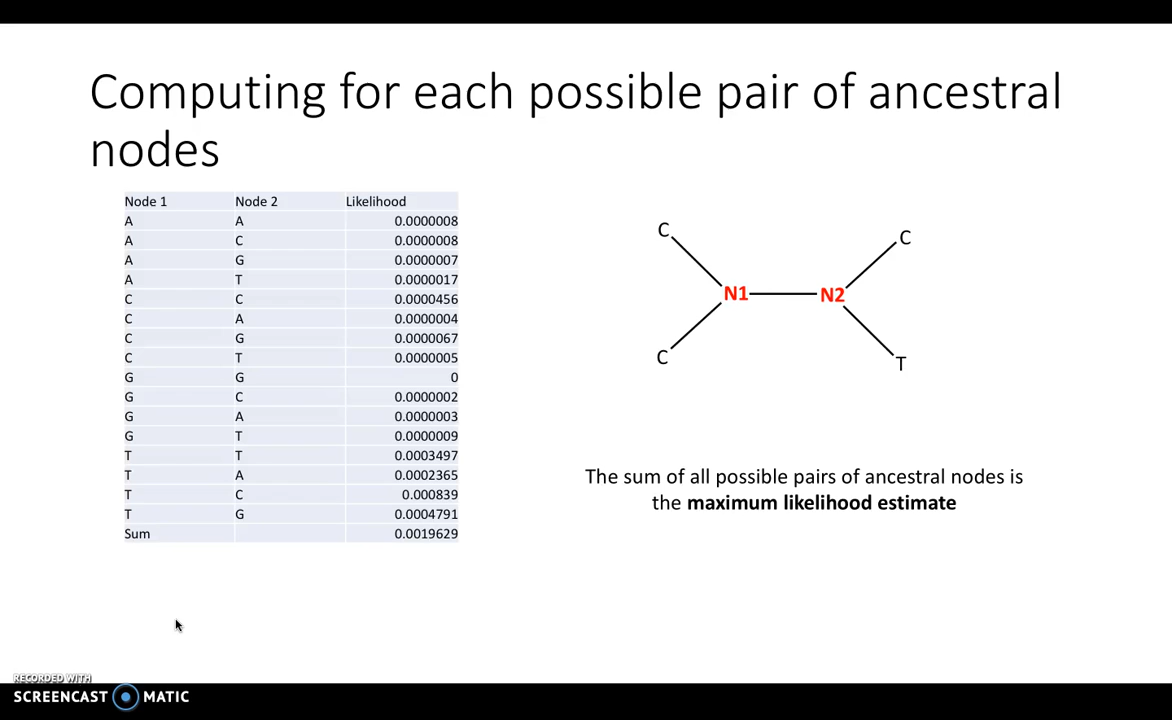 Computing for each possible pair of ancestral
nodes
Node 1 Node 2 Likelihood
A A 0.0000008
A C 0.0000008
A G 0.0000007
A T 0.0000017
C C 0.0000456
C A 0.0000004
C G 0.0000067
C T 0.0000005
G G 0
G C 0.0000002
G A 0.0000003
G T 0.0000009
T T 0.0003497
T A 0.0002365
T C 0.000839
T G 0.0004791
Sum 0.0019629
C C
N1 N2
C T
The sum of all possible pairs of ancestral nodes is
the maximum likelihood estimate
RECORDED WITH
SCREENCAST MATIC